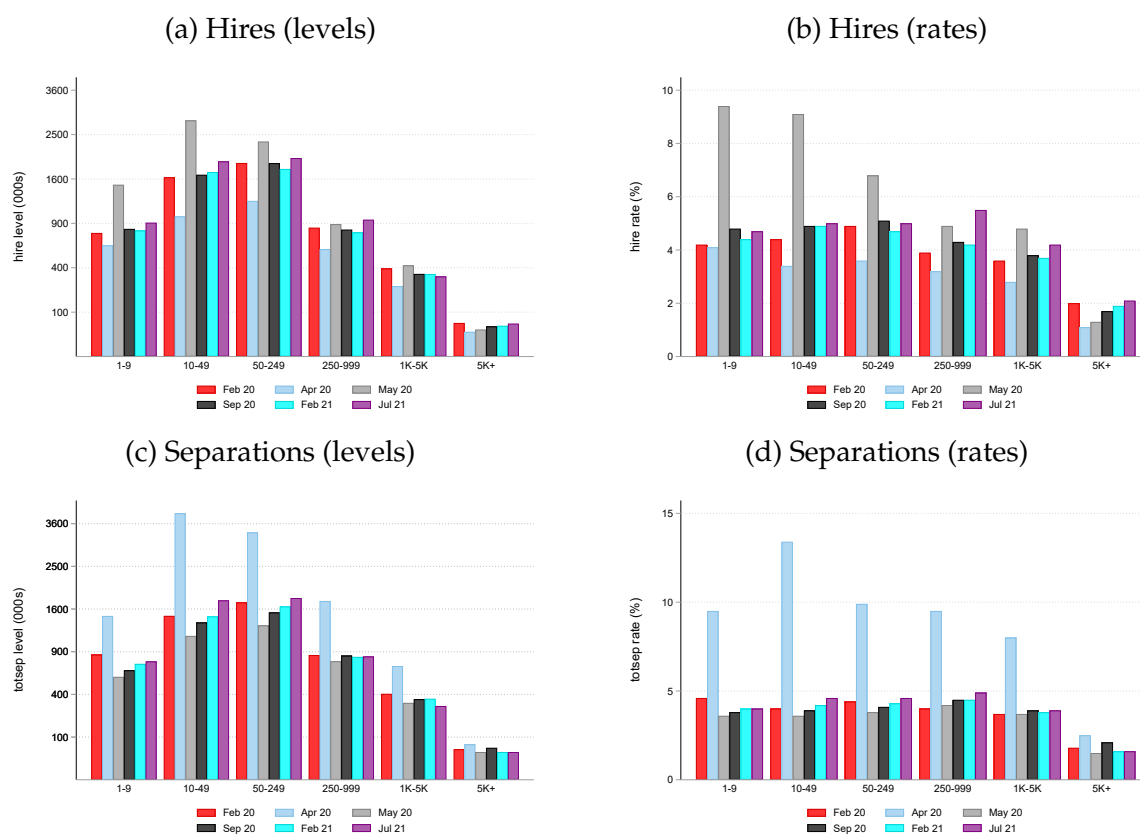 (a) Hires (levels)
hire level (000s)
3600
2500
1600
900
400
100
1-9 10-49 50-249 250-999 1K-5K 5K+
Feb 20 Apr 20 May 20
Sep 20 Feb 21 Jul 21
(b) Hires (rates)
hire rate (%)
10
8
6
4
2
0
1-9 10-49 50-249 250-999 1K-5K 5K+
Feb 20 Apr 20 May 20
Sep 20 Feb 21 Jul 21
(c) Separations (levels)
totsep level (000s)
3600
2500
1600
900
400
100
1-9 10-49 50-249 250-999 1K-5K 5K+
Feb 20 Apr 20 May 20
Sep 20 Feb 21 Jul 21
(d) Separations (rates)
totsep rate (%)
15
10
5
0
1-9 10-49 50-249 250-999 1K-5K 5K+
Feb 20 Apr 20 May 20
Sep 20 Feb 21 Jul 21